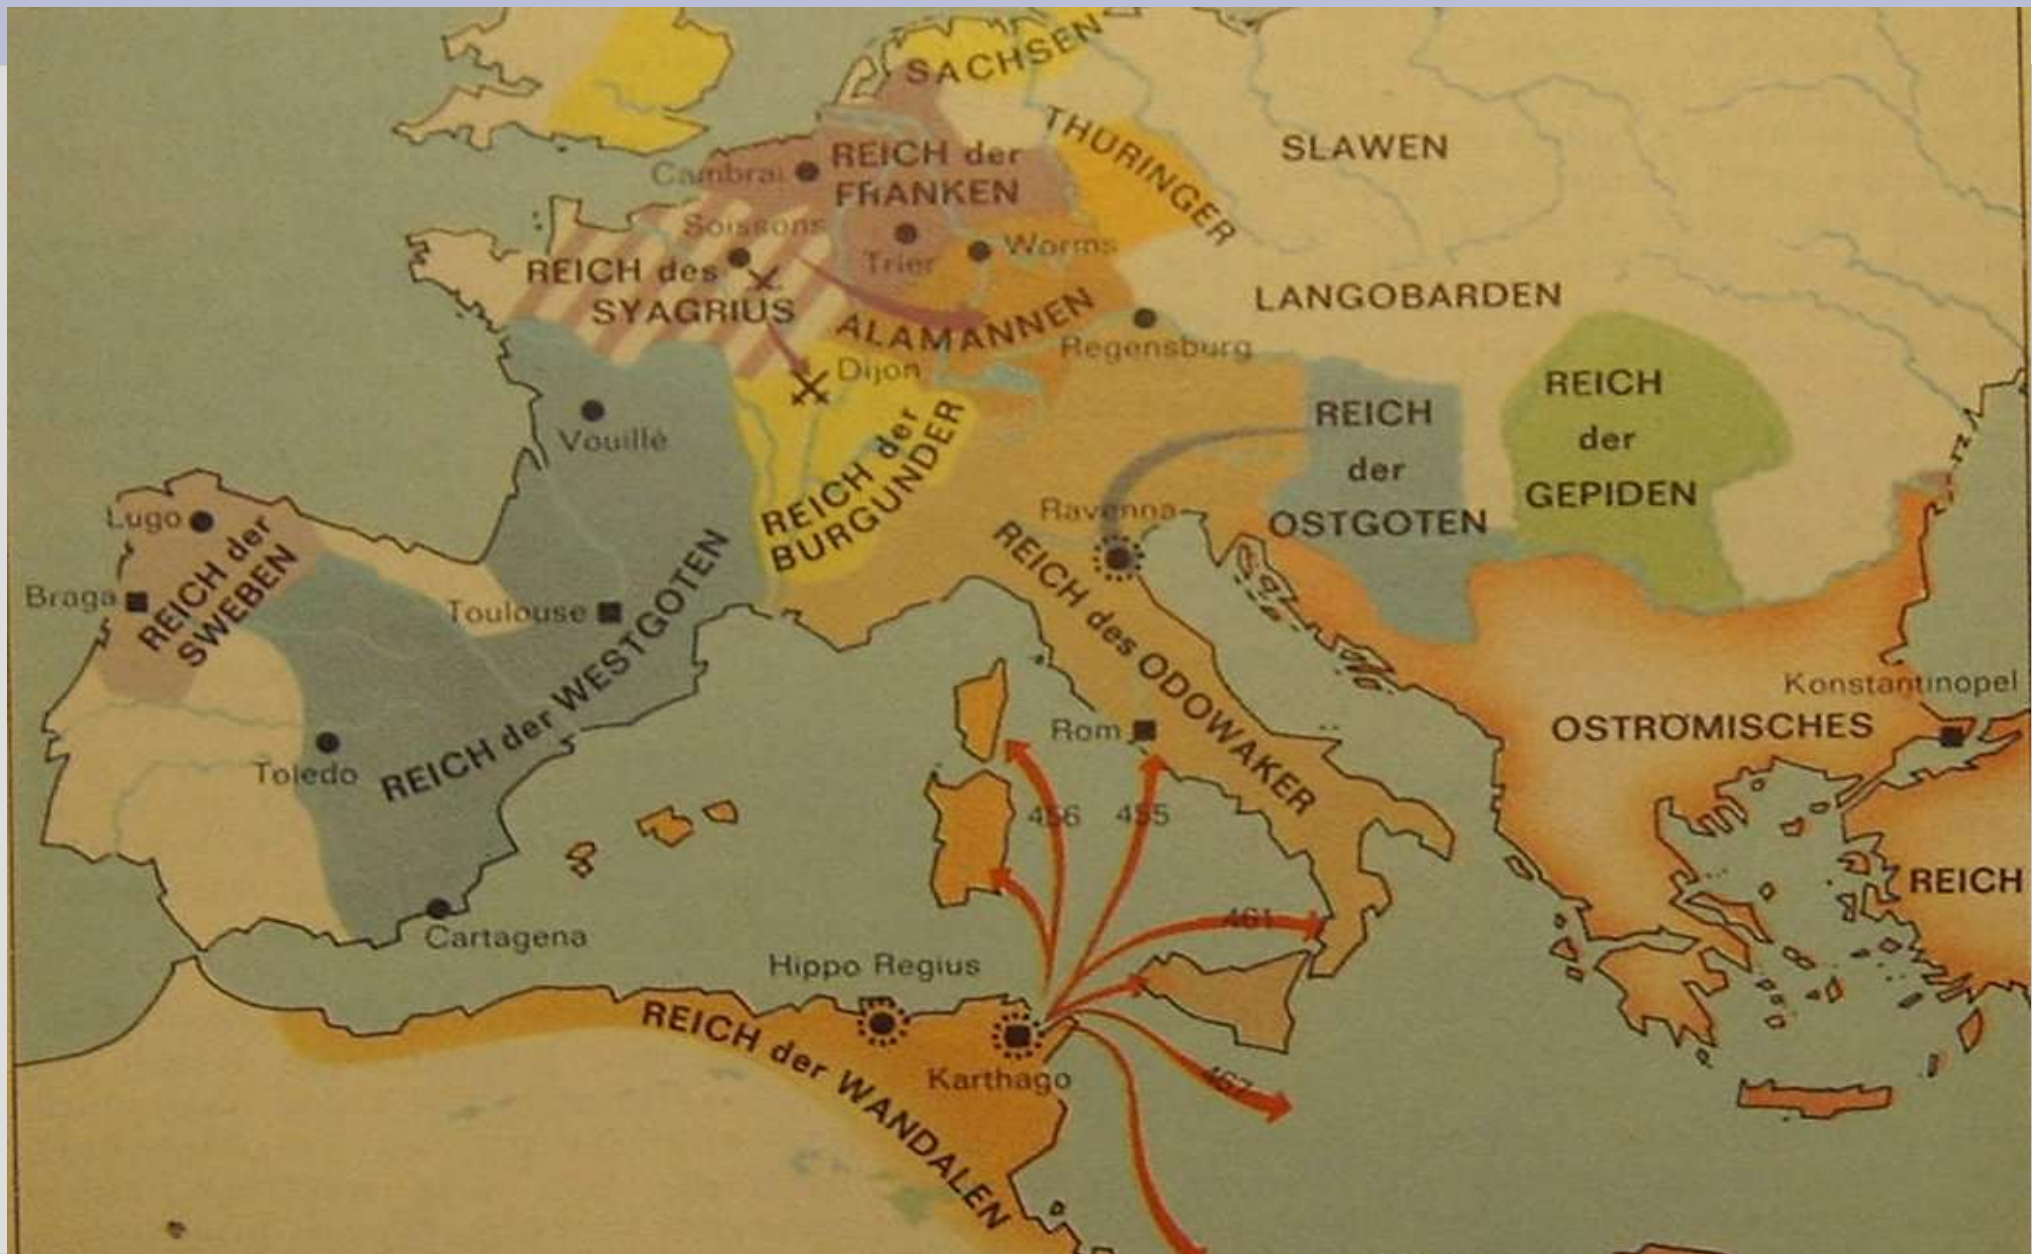 SACHSEN
THÜRINGER
SLAWEN
Cambrai
REICH der
FRANKEN
Soissons
Trier
Worms
REICH des
SYAGRIUS
LANGOBARDEN
ALAMANNEN
Regensburg
Dijon
Vouillé
REICH der
BURGUNDER
REICH
der
OSTGOTEN
REICH
der
GEPIDEN
Ravenna
Lugo
Braga
REICH der
SWEBEN
Toulouse
REICH der WESTGOTEN
REICH des ODOWAKER
Konstantinopel
OSTRÖMISCHES
REICH
Rom
Toledo
456
455
461
Cartagena
Hippo Regius
Karthago
467
REICH der WANDALEN